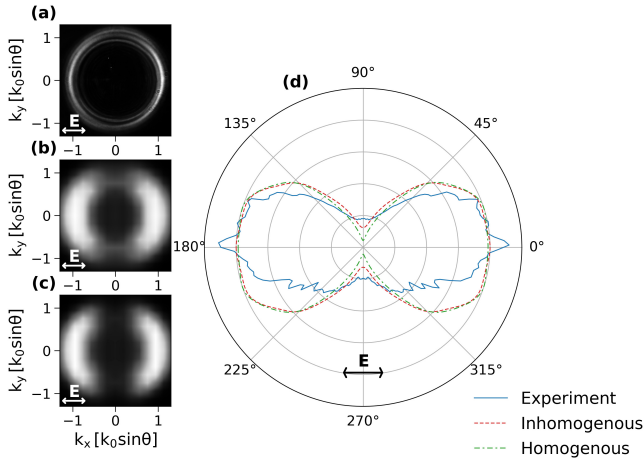 (a)
1
0
−1
k_y [k_0sinθ]
E
−1 0 1
(b)
1
0
−1
k_y [k_0sinθ]
E
−1 0 1
(c)
1
0
−1
k_y [k_0sinθ]
E
−1 0 1
k_x [k_0sinθ]
(d)
90°
135° 45°
180° 0°
E
225° 315°
270°
Experiment
Inhomogenous
Homogenous